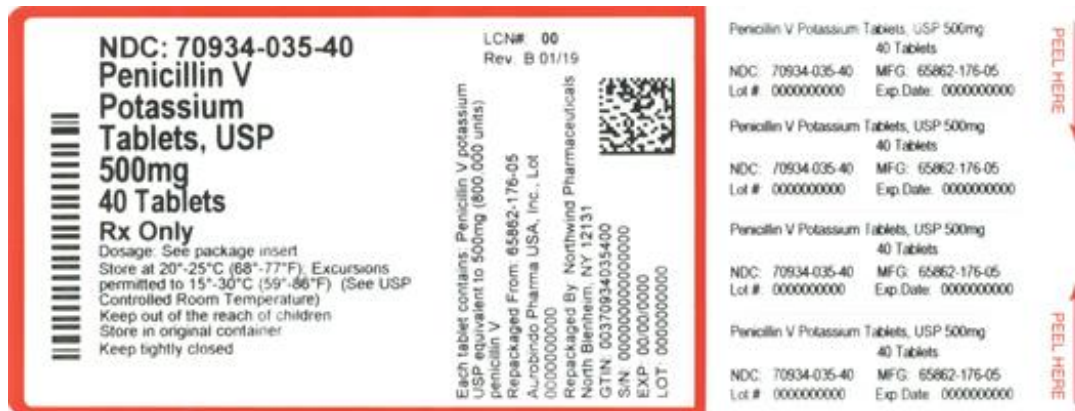 NDC: 70934-035-40
Penicillin V
Potassium
Tablets, USP
500mg
40 Tablets
Rx Only
Dosage: See package insert
Store at 20°-25°C (68°-77°F); Excursions
permitted to 15°-30°C (59°-86°F) (See USP
Controlled Room Temperature)
Keep out of the reach of children
Store in original container
Keep tightly closed
LCN#: 00
Rev. B 01/19
Each tablet contains: Penicillin V potassium
USP equivalent to 500mg (800,000 units)
penicillin V
Repackaged From: 65862-176-05
Aurobindo Pharma USA, Inc., Lot
0000000000
Repackaged By: Northwind Pharmaceuticals
North Blenheim, NY 12131
GTIN: 00370934035400
S/N: 00000000000000
EXP: 00/00/0000
LOT: 0000000000
Penicillin V Potassium Tablets, USP 500mg
40 Tablets
NDC: 70934-035-40 MFG: 65862-176-05
Lot #: 0000000000 Exp.Date: 0000000000
Penicillin V Potassium Tablets, USP 500mg
40 Tablets
NDC: 70934-035-40 MFG: 65862-176-05
Lot #: 0000000000 Exp.Date: 0000000000
Penicillin V Potassium Tablets, USP 500mg
40 Tablets
NDC: 70934-035-40 MFG: 65862-176-05
Lot #: 0000000000 Exp.Date: 0000000000
Penicillin V Potassium Tablets, USP 500mg
40 Tablets
NDC: 70934-035-40 MFG: 65862-176-05
Lot #: 0000000000 Exp.Date: 0000000000
PEEL HERE
PEEL HERE